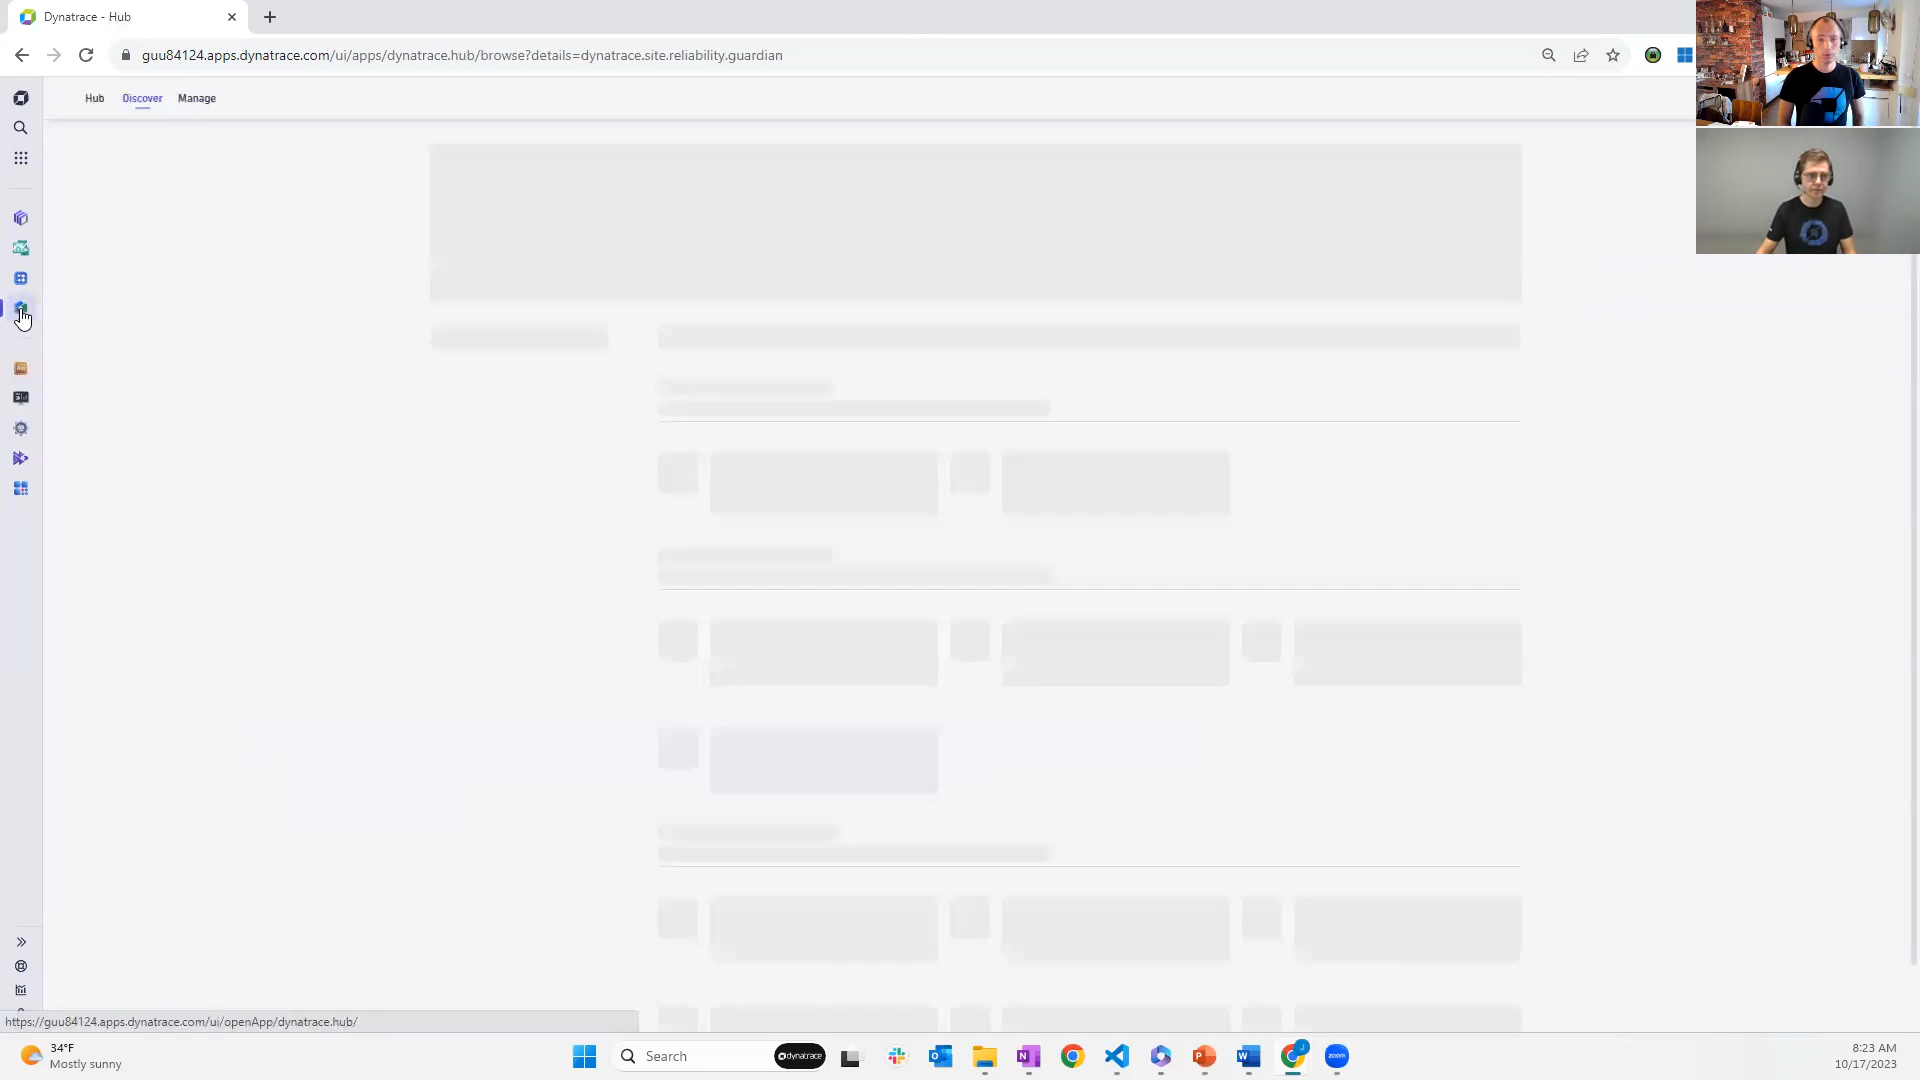 Dynatrace - Hub
guu84124.apps.dynatrace.com/ui/apps/dynatrace.hub/browse?details=dynatrace.site.reliability.guardian
Hub Discover Manage
https://guu84124.apps.dynatrace.com/ui/openApp/dynatrace.hub/
34°F
Mostly sunny
Search
dynatrace
zoom
8:23 AM
10/17/2023